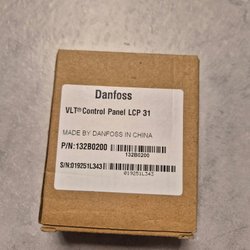 Danfoss
VLT® Control Panel LCP 31
MADE BY DANFOSS IN CHINA
P/N:132B0200
132B0200
S/N:019251L343
019251L343